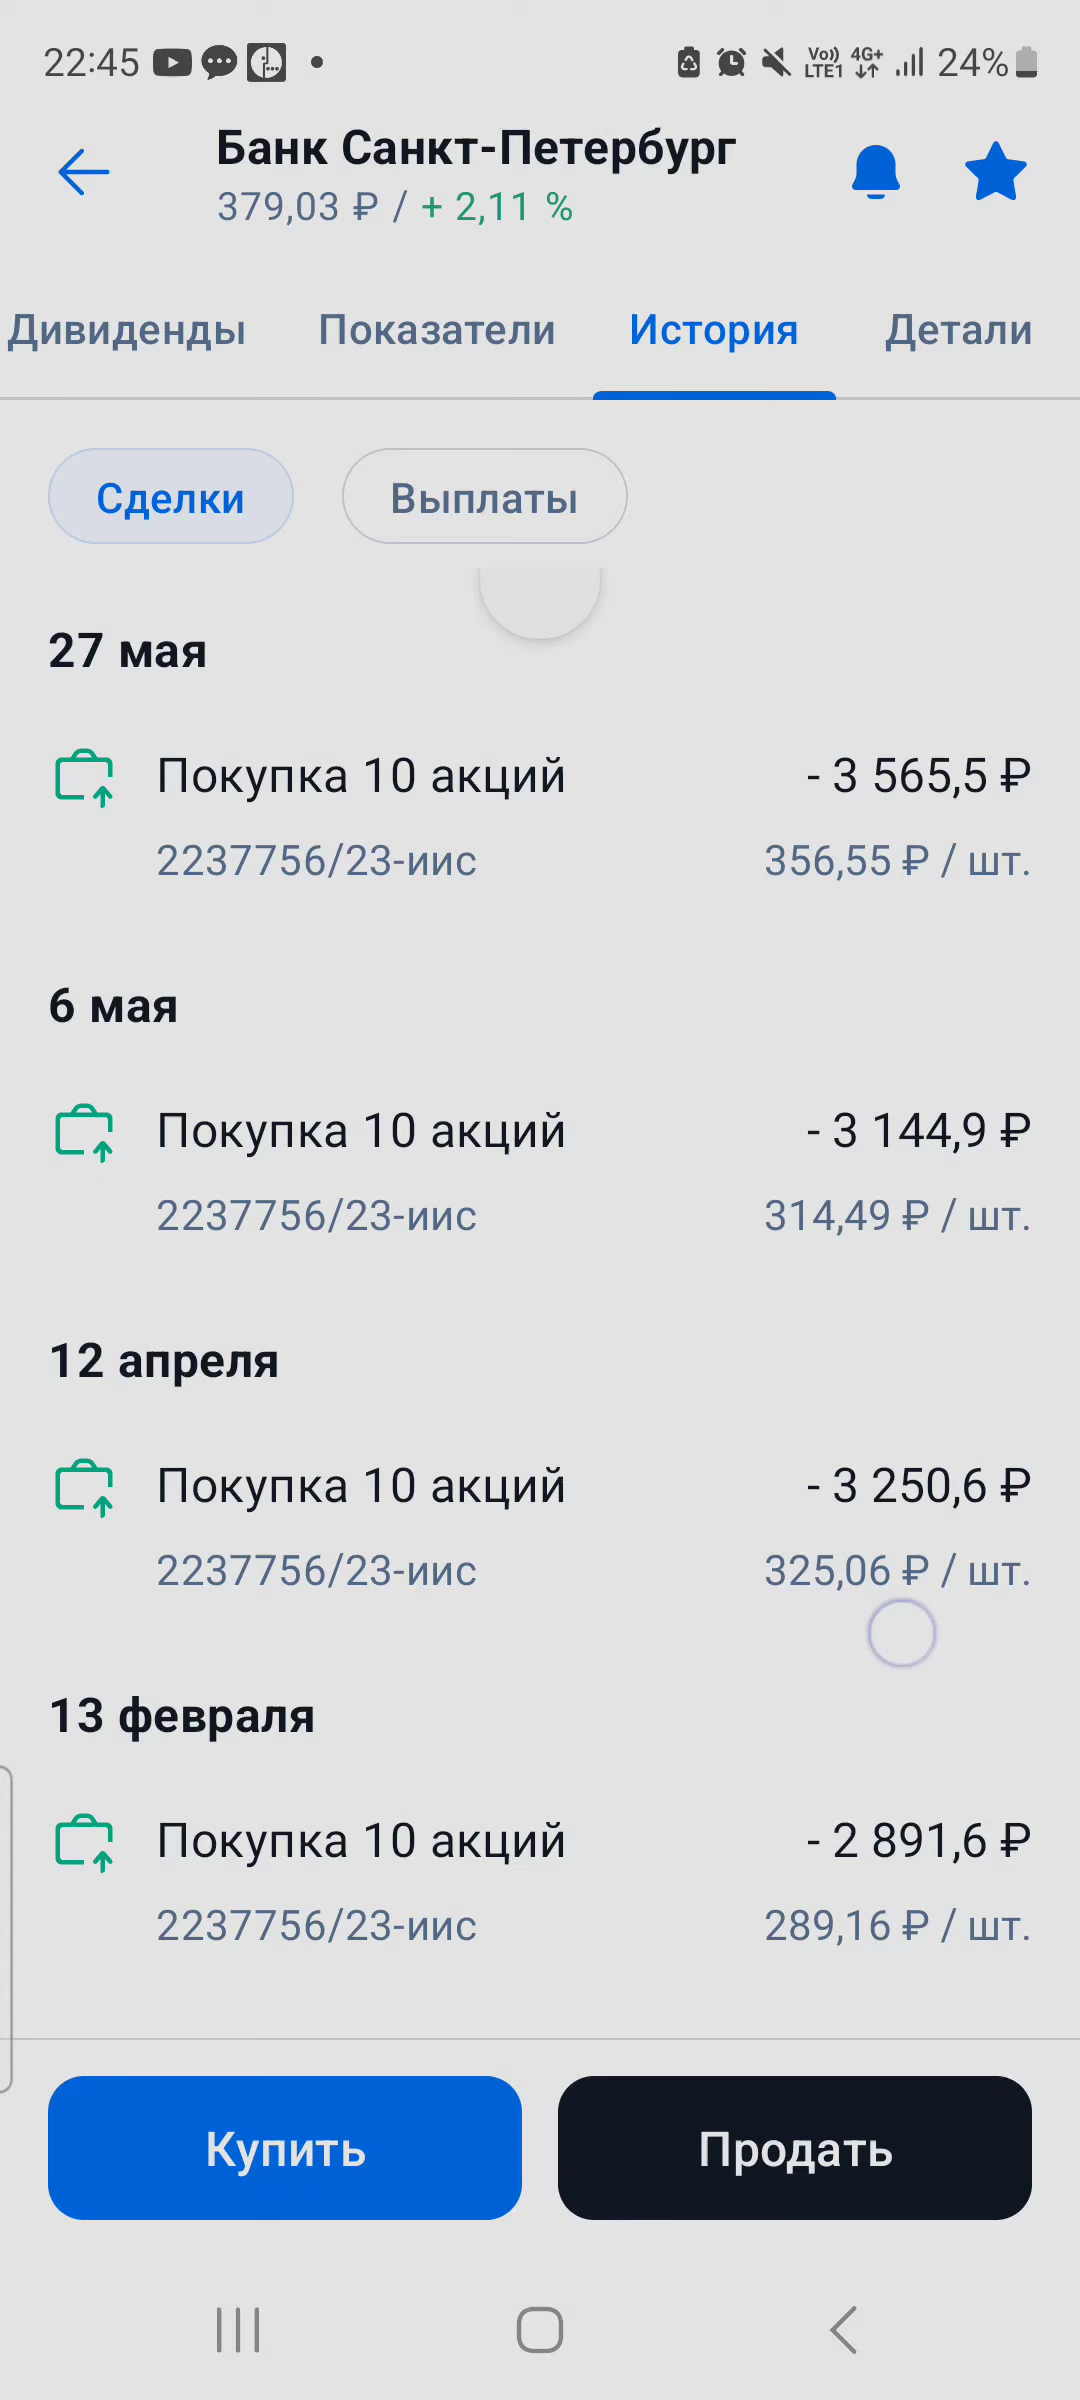 22:45
Vo)) LTE1 4G+ 24%
Банк Санкт-Петербург
379,03 ₽ / + 2,11 %
Дивиденды Показатели История Детали
Сделки Выплаты
27 мая
Покупка 10 акций - 3 565,5 ₽
2237756/23-иис 356,55 ₽ / шт.
6 мая
Покупка 10 акций - 3 144,9 ₽
2237756/23-иис 314,49 ₽ / шт.
12 апреля
Покупка 10 акций - 3 250,6 ₽
2237756/23-иис 325,06 ₽ / шт.
13 февраля
Покупка 10 акций - 2 891,6 ₽
2237756/23-иис 289,16 ₽ / шт.
Купить Продать